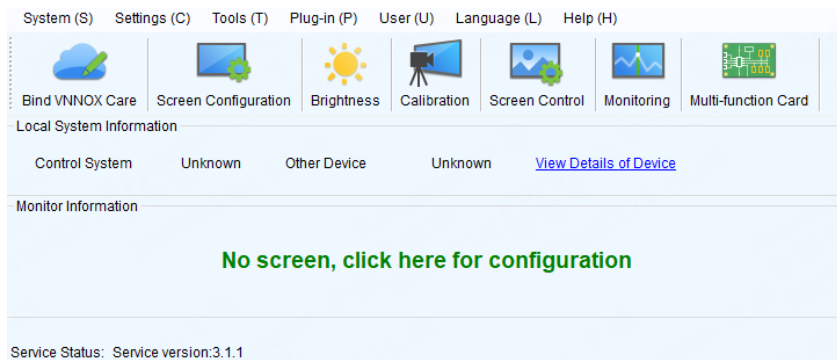 System (S) Settings (C) Tools (T) Plug-in (P) User (U) Language (L) Help (H)
Bind VNNOX Care Screen Configuration Brightness Calibration Screen Control Monitoring Multi-function Card
Local System Information
Control System Unknown Other Device Unknown View Details of Device
Monitor Information
No screen, click here for configuration
Service Status: Service version:3.1.1